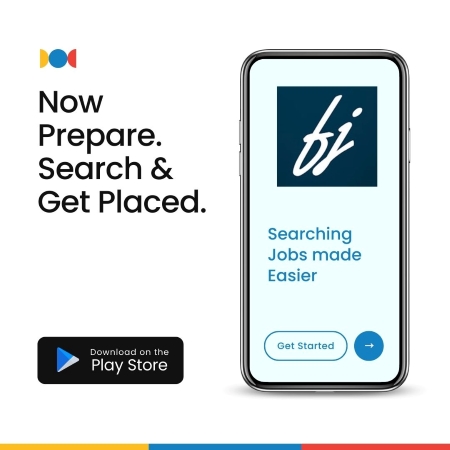 Now
Prepare.
Search &
Get Placed.
fj
Searching
Jobs made
Easier
Get Started
Download on the
Play Store